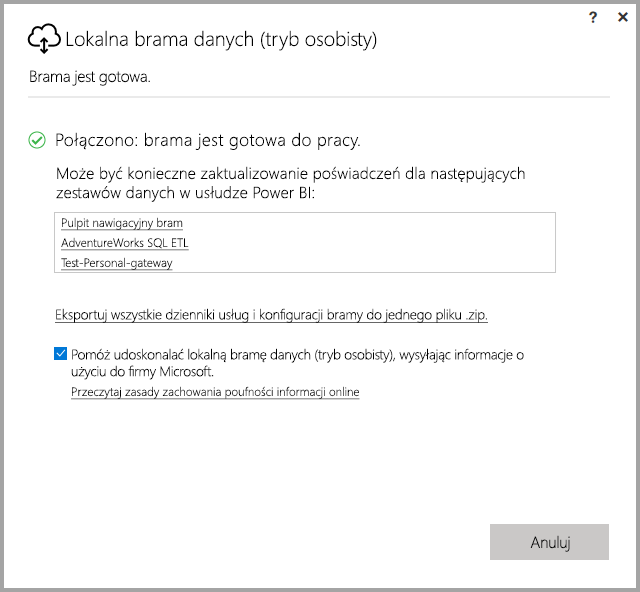 ? ×
Lokalna brama danych (tryb osobisty)
Brama jest gotowa.
Połączono: brama jest gotowa do pracy.
Może być konieczne zaktualizowanie poświadczeń dla następujących
zestawów danych w usłudze Power BI:
Pulpit nawigacyjny bram
AdventureWorks SQL ETL
Test-Personal-gateway
Eksportuj wszystkie dzienniki usług i konfiguracji bramy do jednego pliku .zip.
Pomóż udoskonalać lokalną bramę danych (tryb osobisty), wysyłając informacje o
użyciu do firmy Microsoft.
Przeczytaj zasady zachowania poufności informacji online
Anuluj